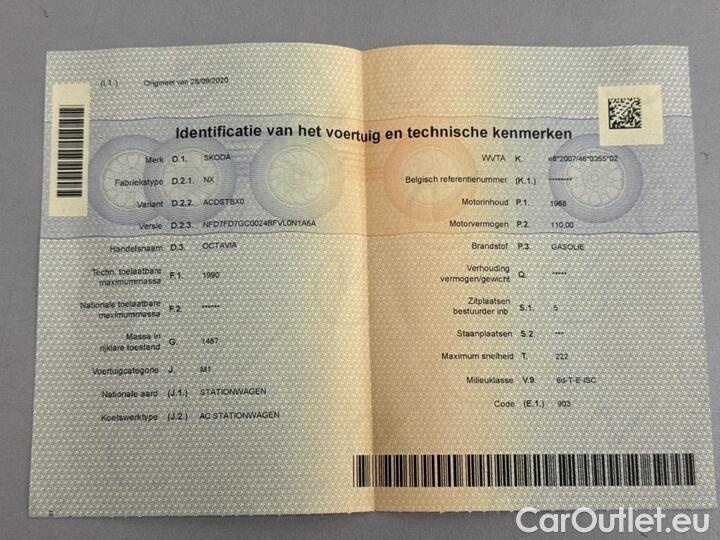 (I.1.) Origineel van 28/09/2020
Identificatie van het voertuig en technische kenmerken
Merk D.1. SKODA
Fabriekstype D.2.1. NX
Variant D.2.2. ACDSTBX0
Versie D.2.3. NFD7FD7GC0024BFVL0N1A6A
Handelsnaam D.3. OCTAVIA
Techn. toelaatbare
maximummassa F.1. 1990
Nationale toelaatbare
maximummassa F.2. ******
Massa in
rijklare toestand G. 1487
Voertuigcategorie J. M1
Nationale aard (J.1.) STATIONWAGEN
Koetswerktype (J.2.) AC STATIONWAGEN
WVTA K. e8*2007/46*0355*02
Belgisch referentienummer (K.1.) ********
Motorinhoud P.1. 1968
Motorvermogen P.2. 110.00
Brandstof P.3. GASOLIE
Verhouding
vermogen/gewicht Q. *****
Zitplaatsen
bestuurder inb. S.1. 5
Staanplaatsen S.2. ***
Maximum snelheid T. 222
Milieuklasse V.9. 6d-T-E-ISC
Code (E.1.) 903
CarOutlet.eu